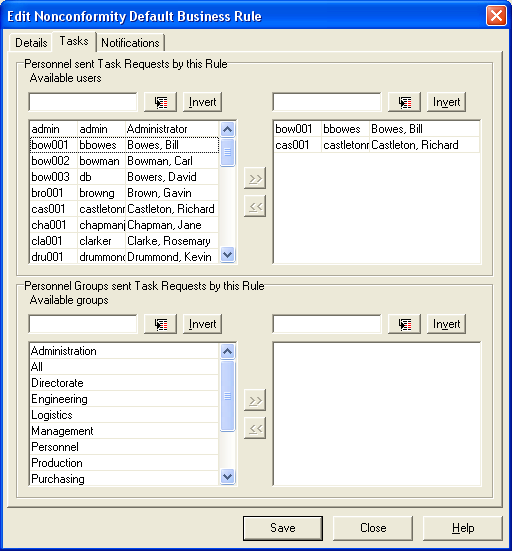 Edit Nonconformity Default Business Rule
Details Tasks Notifications
Personnel sent Task Requests by this Rule
Available users
Invert Invert
admin admin Administrator
bow001 bbowes Bowes, Bill
bow002 bowman Bowman, Carl
bow003 db Bowers, David
bro001 browng Brown, Gavin
cas001 castletonr Castleton, Richard
cha001 chapmanj Chapman, Jane
cla001 clarker Clarke, Rosemary
dru001 drummond Drummond, Kevin
>>
<<
bow001 bbowes Bowes, Bill
cas001 castletonr Castleton, Richard
Personnel Groups sent Task Requests by this Rule
Available groups
Invert Invert
Administration
All
Directorate
Engineering
Logistics
Management
Personnel
Production
Purchasing
>>
<<
Save Close Help